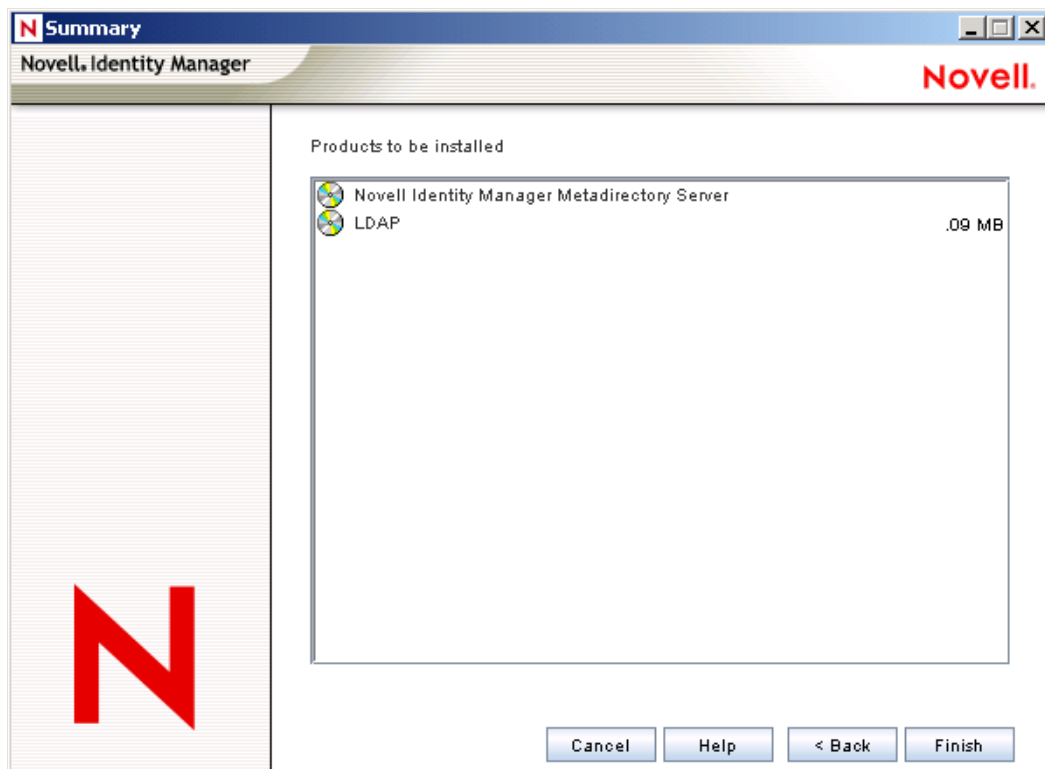 N Summary
Novell. Identity Manager
Novell.
Products to be installed
Novell Identity Manager Metadirectory Server
LDAP .09 MB
N
Cancel Help < Back Finish